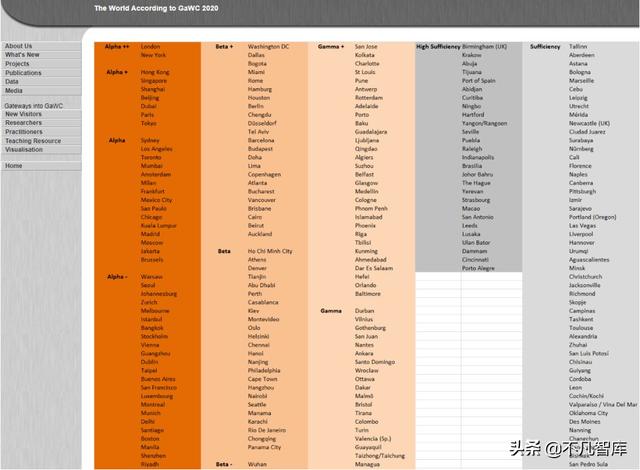 The World According to GaWC 2020
About Us
What's New
Projects
Publications
Data
Media
Gateways into GaWC
New Visitors
Researchers
Practitioners
Teaching Resource
Visualisation
Home
Alpha ++ London
New York
Alpha + Hong Kong
Singapore
Shanghai
Beijing
Dubai
Paris
Tokyo
Alpha Sydney
Los Angeles
Toronto
Mumbai
Amsterdam
Milan
Frankfurt
Mexico City
Sao Paulo
Chicago
Kuala Lumpur
Madrid
Moscow
Jakarta
Brussels
Alpha - Warsaw
Seoul
Johannesburg
Zurich
Melbourne
Istanbul
Bangkok
Stockholm
Vienna
Guangzhou
Dublin
Taipei
Buenos Aires
San Francisco
Luxembourg
Montreal
Munich
Delhi
Santiago
Boston
Manila
Shenzhen
Riyadh
Beta + Washington DC
Dallas
Bogota
Miami
Rome
Hamburg
Houston
Berlin
Chengdu
Düsseldorf
Tel Aviv
Barcelona
Budapest
Doha
Lima
Copenhagen
Atlanta
Bucharest
Vancouver
Brisbane
Cairo
Beirut
Auckland
Beta Ho Chi Minh City
Athens
Denver
Tianjin
Abu Dhabi
Perth
Casablanca
Kiev
Montevideo
Oslo
Helsinki
Chennai
Hanoi
Nanjing
Philadelphia
Cape Town
Hangzhou
Nairobi
Seattle
Manama
Karachi
Rio De Janeiro
Chongqing
Panama City
Beta - Wuhan
Gamma + San Jose
Kolkata
Charlotte
St Louis
Pune
Antwerp
Rotterdam
Adelaide
Porto
Baku
Guadalajara
Ljubljana
Qingdao
Algiers
Suzhou
Belfast
Glasgow
Medellin
Cologne
Phnom Penh
Islamabad
Phoenix
Riga
Tbilisi
Kunming
Ahmedabad
Dar Es Salaam
Hefei
Orlando
Baltimore
Gamma Durban
Vilnius
Gothenburg
San Juan
Nantes
Ankara
Santo Domingo
Wroclaw
Ottawa
Dakar
Malmö
Bristol
Tirana
Colombo
Turin
Valencia (Sp.)
Guayaquil
Taizhong/Taichung
Managua
High Sufficiency Birmingham (UK)
Krakow
Abuja
Tijuana
Port of Spain
Abidjan
Curitiba
Ningbo
Hartford
Yangon/Rangoon
Seville
Puebla
Raleigh
Indianapolis
Brasilia
Johor Bahru
The Hague
Yerevan
Strasbourg
Macao
San Antonio
Leeds
Lusaka
Ulan Bator
Dammam
Cincinnati
Porto Alegre
Sufficiency Tallinn
Aberdeen
Astana
Bologna
Marseille
Cebu
Leipzig
Utrecht
Mérida
Newcastle (UK)
Ciudad Juarez
Surabaya
Nürnberg
Cali
Florence
Naples
Canberra
Pittsburgh
Izmir
Sarajevo
Portland (Oregon)
Las Vegas
Liverpool
Hannover
Urumqi
Aguascalientes
Minsk
Christchurch
Jacksonville
Richmond
Skopje
Campinas
Tashkent
Toulouse
Alexandria
Zhuhai
San Luis Potosi
Chisinau
Guiyang
Cordoba
Leon
Cochin/Kochi
Valparaiso / Vina Del Mar
Oklahoma City
Des Moines
Nanning
Changchun
Bismak
San Pedro Sula
头条 @不凡智库